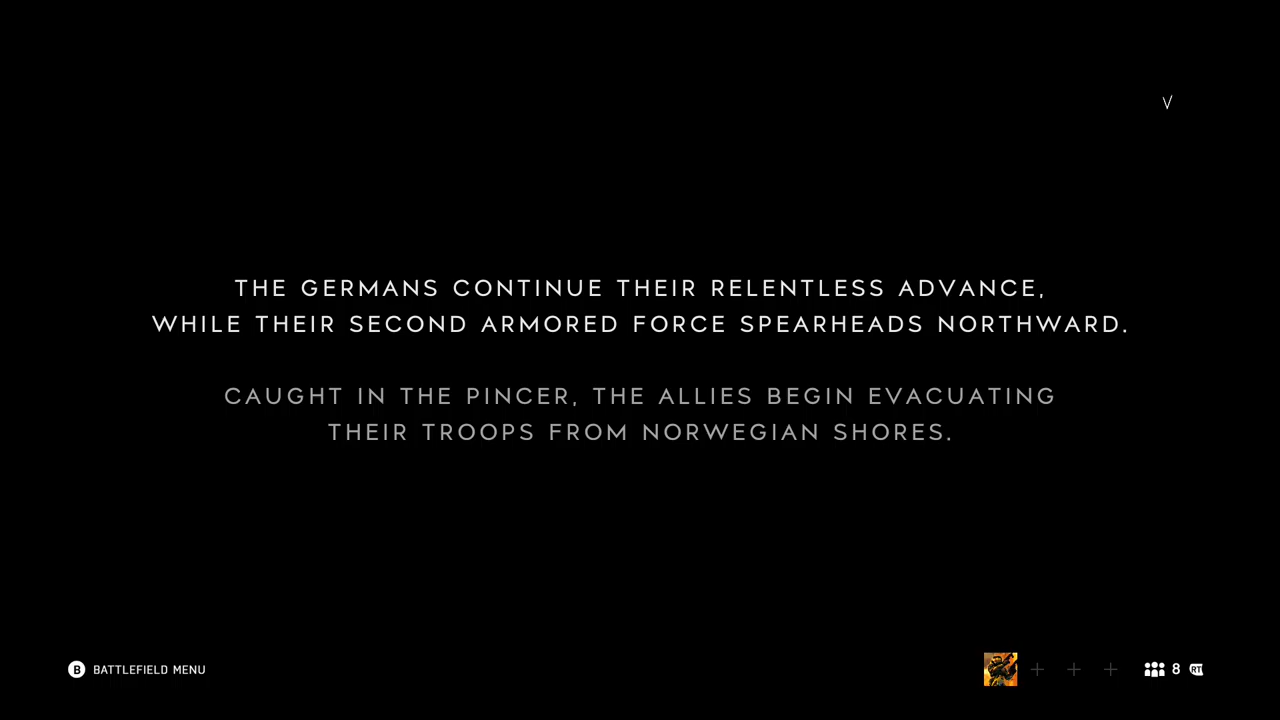 V
THE GERMANS CONTINUE THEIR RELENTLESS ADVANCE,
WHILE THEIR SECOND ARMORED FORCE SPEARHEADS NORTHWARD.
CAUGHT IN THE PINCER, THE ALLIES BEGIN EVACUATING
THEIR TROOPS FROM NORWEGIAN SHORES.
B BATTLEFIELD MENU
8 RT